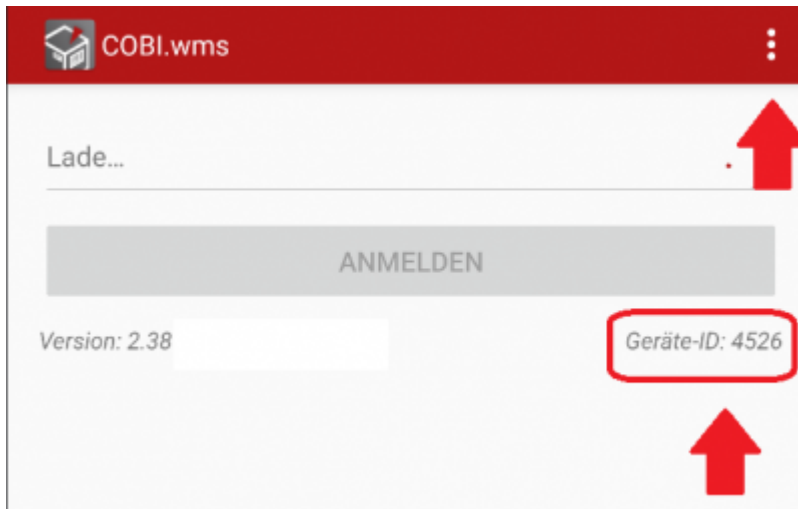 COBI.wms
Lade...
ANMELDEN
Version: 2.38
Geräte-ID: 4526